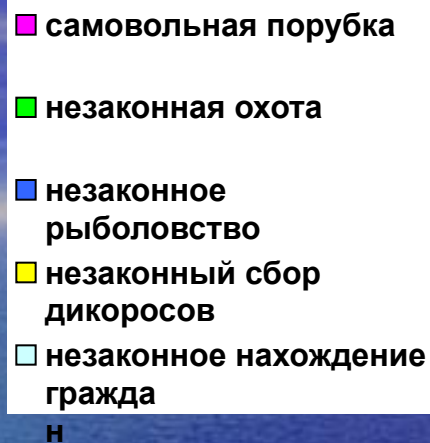 самовольная порубка
незаконная охота
незаконное
рыболовство
незаконный сбор
дикоросов
незаконное нахождение
гражда
н